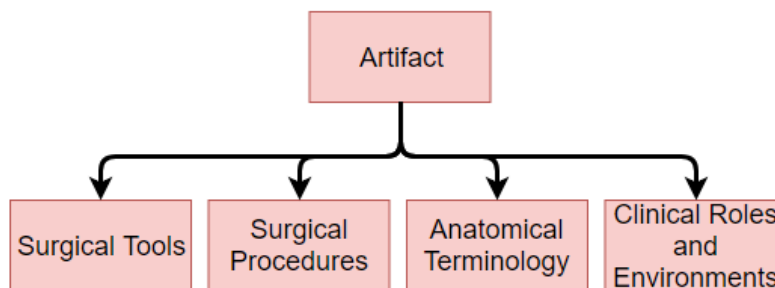 Artifact
Surgical Tools
Surgical
Procedures
Anatomical
Terminology
Clinical Roles
and
Environments